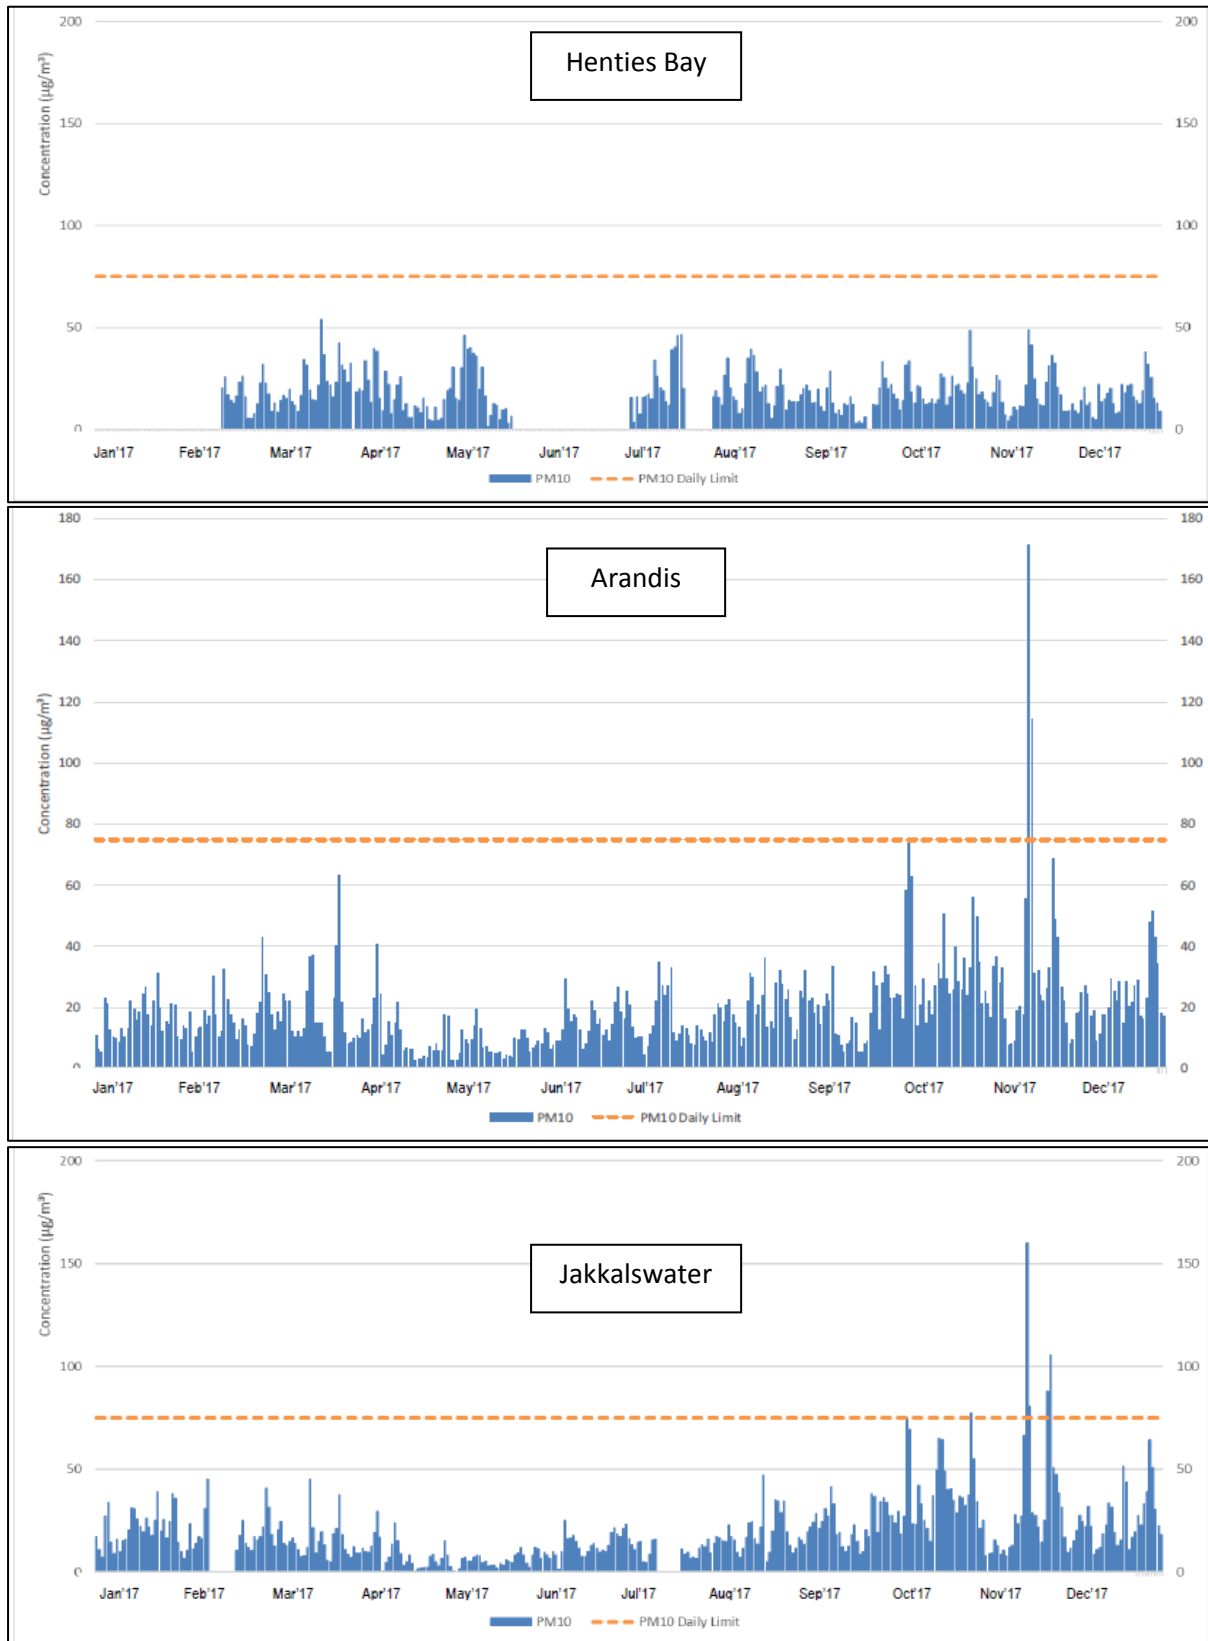 200 200
Henties Bay
Concentration (µg/m³)
150 150
100 100
50 50
0 0
Jan'17 Feb'17 Mar'17 Apr'17 May'17 Jun'17 Jul'17 Aug'17 Sep'17 Oct'17 Nov'17 Dec'17
PM10 PM10 Daily Limit
180 180
Arandis
160 160
140 140
Concentration (µg/m³)
120 120
100 100
80 80
60 60
40 40
20 20
0 0
Jan'17 Feb'17 Mar'17 Apr'17 May'17 Jun'17 Jul'17 Aug'17 Sep'17 Oct'17 Nov'17 Dec'17
PM10 PM10 Daily Limit
200 200
Concentration (µg/m³)
Jakkalswater
150 150
100 100
50 50
0 0
Jan'17 Feb'17 Mar'17 Apr'17 May'17 Jun'17 Jul'17 Aug'17 Sep'17 Oct'17 Nov'17 Dec'17
PM10 PM10 Daily Limit